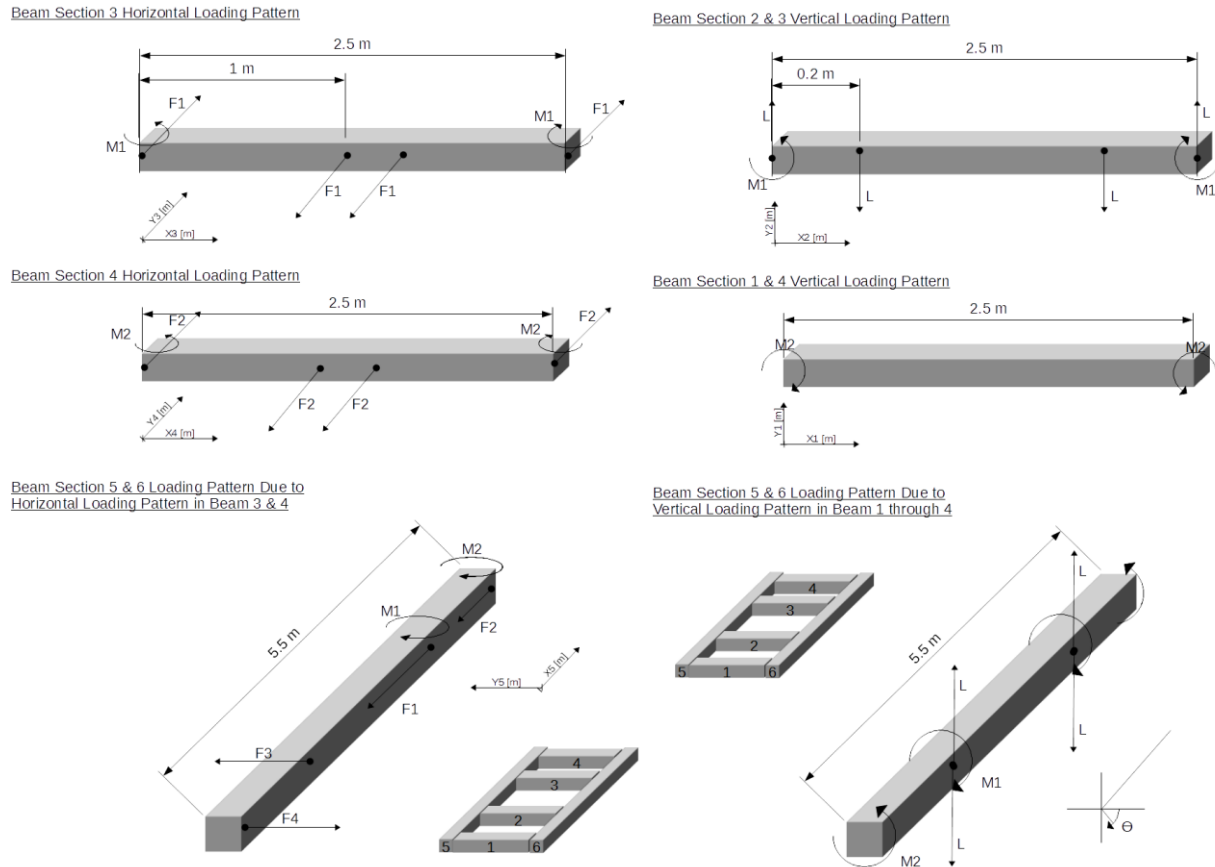 Beam Section 3 Horizontal Loading Pattern
2.5 m
1 m
F1
F1
M1
M1
F1
F1
Y3 [m]
X3 [m]
Beam Section 2 & 3 Vertical Loading Pattern
2.5 m
0.2 m
L
L
M1
M1
L
L
Y2 [m]
X2 [m]
Beam Section 4 Horizontal Loading Pattern
2.5 m
F2
F2
M2
M2
F2
F2
Y4 [m]
X4 [m]
Beam Section 1 & 4 Vertical Loading Pattern
2.5 m
M2
M2
Y1 [m]
X1 [m]
Beam Section 5 & 6 Loading Pattern Due to
Horizontal Loading Pattern in Beam 3 & 4
M2
M1
F2
5.5 m
F1
Y5 [m]
X5 [m]
F3
F4
4
3
2
5
1
6
Beam Section 5 & 6 Loading Pattern Due to
Vertical Loading Pattern in Beam 1 through 4
4
3
2
5
1
6
L
5.5 m
L
L
M1
L
M2
Θ